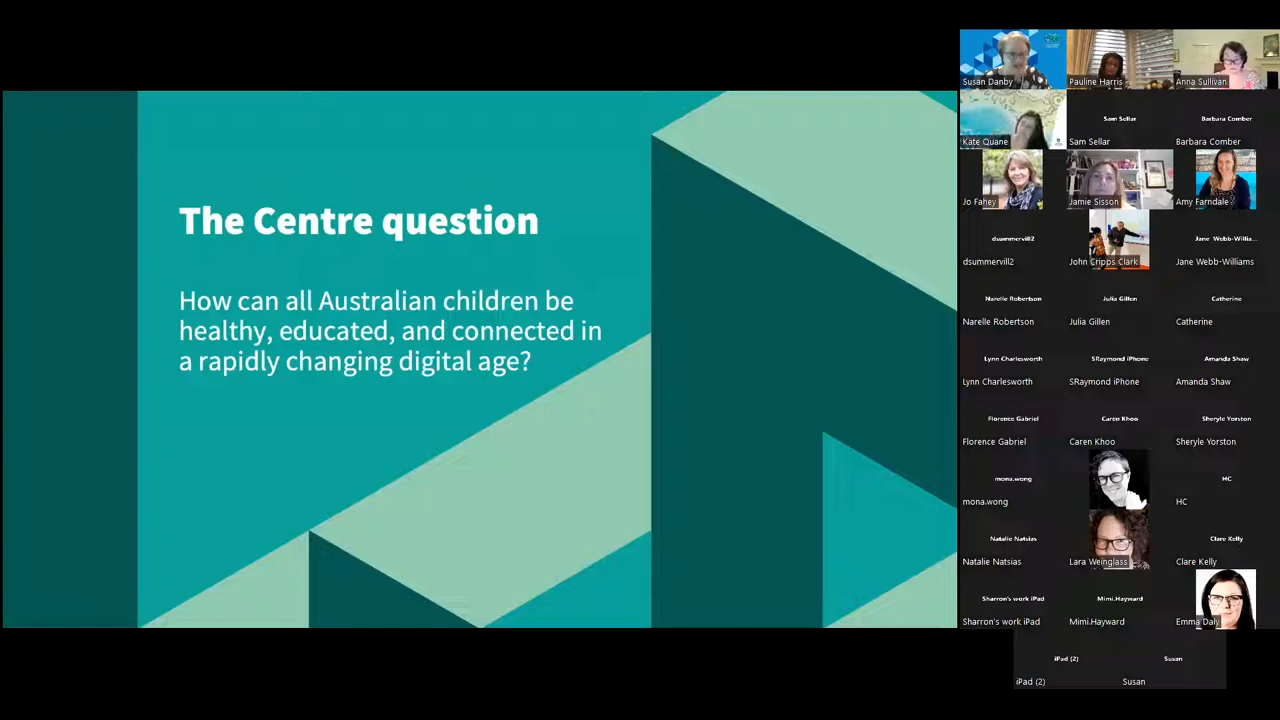 The Centre question
How can all Australian children be
healthy, educated, and connected in
a rapidly changing digital age?
Susan Danby
Pauline Harris
Anna Sullivan
Kate Quane
Sam Sellar
Sam Sellar
Barbara Comber
Barbara Comber
Jo Fahey
Jamie Sisson
Amy Farndale
dsummervill2
dsummervill2
John Cripps Clark
Jane Webb-Willia...
Jane Webb-Williams
Narelle Robertson
Narelle Robertson
Julia Gillen
Julia Gillen
Catherine
Catherine
Lynn Charlesworth
Lynn Charlesworth
SRaymond iPhone
SRaymond iPhone
Amanda Shaw
Amanda Shaw
Florence Gabriel
Florence Gabriel
Caren Khoo
Caren Khoo
Sheryle Yorston
Sheryle Yorston
mona.wong
mona.wong
HC
HC
Natalie Natsias
Natalie Natsias
Lara Weinglass
Clare Kelly
Clare Kelly
Sharron's work iPad
Sharron's work iPad
Mimi.Hayward
Mimi.Hayward
Emma Daly
iPad (2)
iPad (2)
Susan
Susan